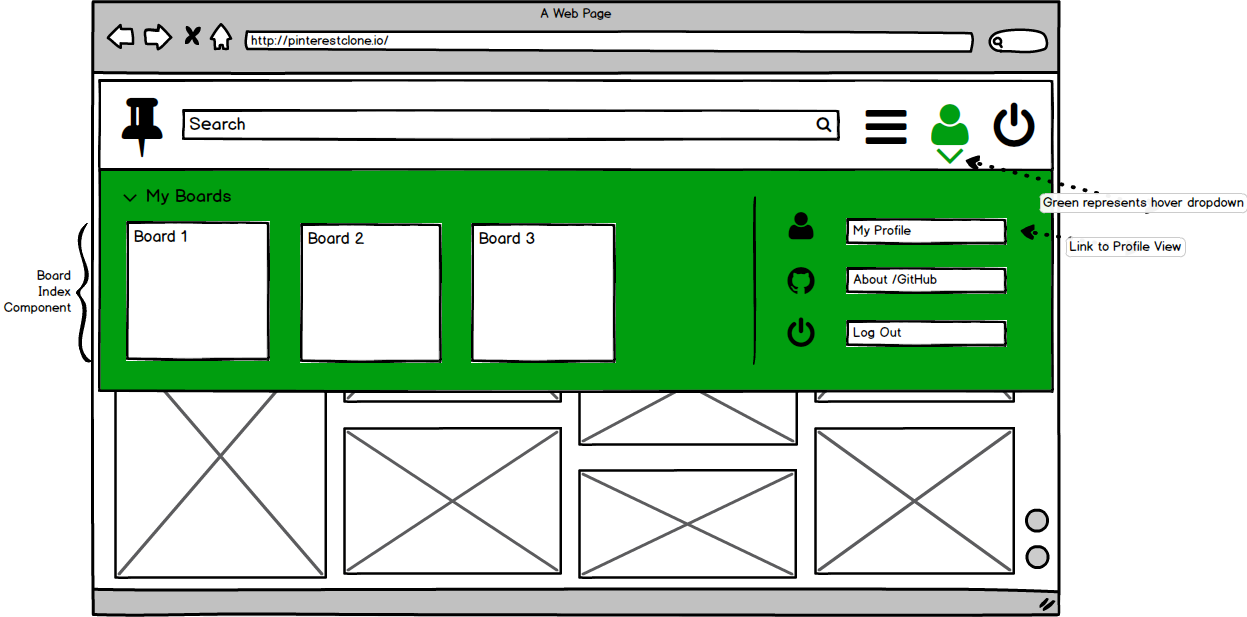 A Web Page
http://pinterestclone.io/
Search
Green represents hover dropdown
My Boards
Board 1
Board 2
Board 3
My Profile
Link to Profile View
Board
Index
Component
About /GitHub
Log Out